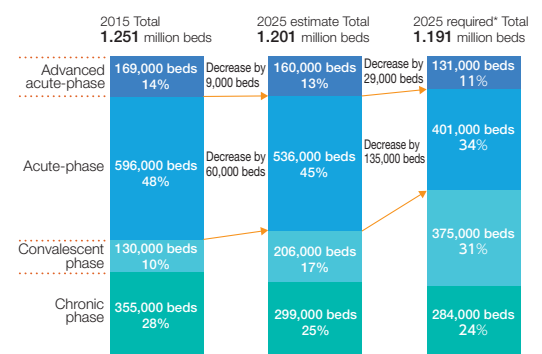 2015 Total
1.251 million beds
2025 estimate Total
1.201 million beds
2025 required* Total
1.191 million beds
Advanced
acute-phase
169,000 beds
14%
Decrease by
9,000 beds
160,000 beds
13%
Decrease by
29,000 beds
131,000 beds
11%
Acute-phase
596,000 beds
48%
Decrease by
60,000 beds
536,000 beds
45%
Decrease by
135,000 beds
401,000 beds
34%
Convalescent
phase
130,000 beds
10%
206,000 beds
17%
375,000 beds
31%
Chronic
phase
355,000 beds
28%
299,000 beds
25%
284,000 beds
24%